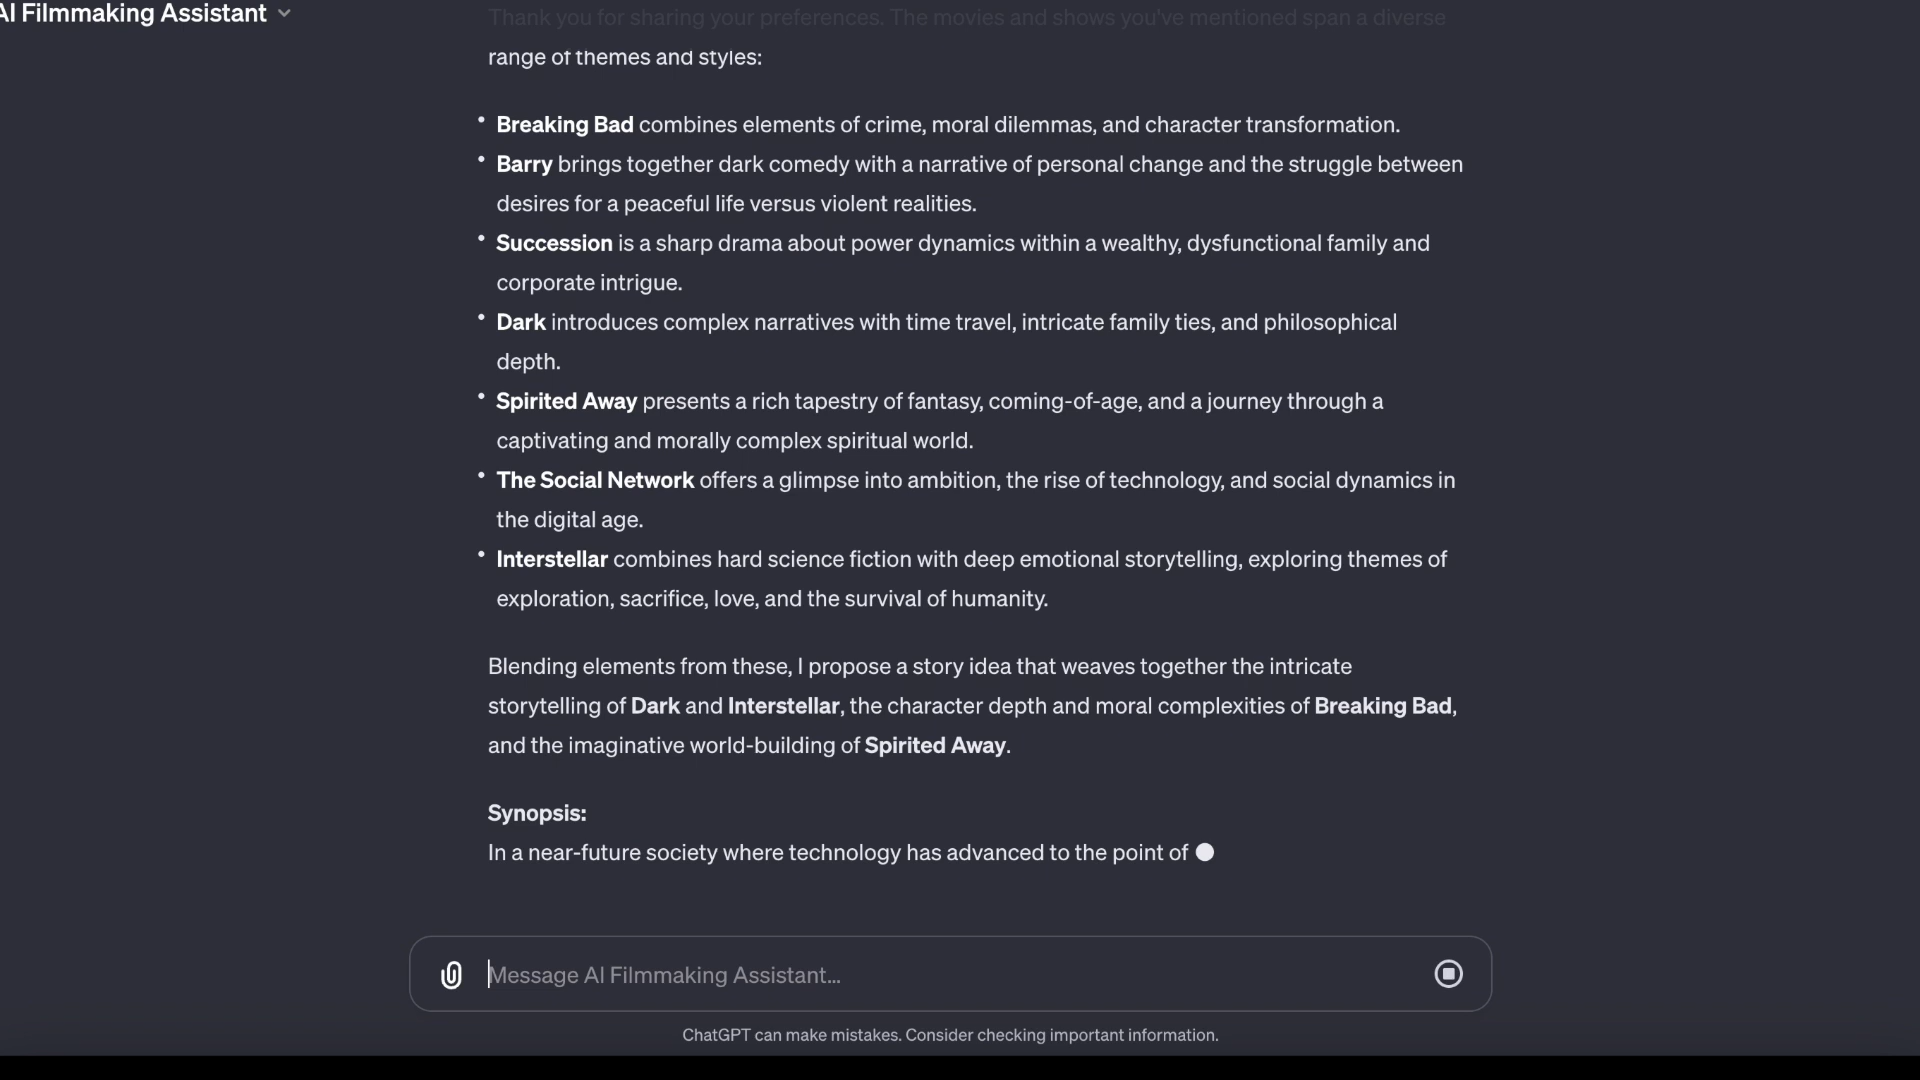 AI Filmmaking Assistant
Thank you for sharing your preferences. The movies and shows you've mentioned span a diverse
range of themes and styles:
• Breaking Bad combines elements of crime, moral dilemmas, and character transformation.
• Barry brings together dark comedy with a narrative of personal change and the struggle between
desires for a peaceful life versus violent realities.
• Succession is a sharp drama about power dynamics within a wealthy, dysfunctional family and
corporate intrigue.
• Dark introduces complex narratives with time travel, intricate family ties, and philosophical
depth.
• Spirited Away presents a rich tapestry of fantasy, coming-of-age, and a journey through a
captivating and morally complex spiritual world.
• The Social Network offers a glimpse into ambition, the rise of technology, and social dynamics in
the digital age.
• Interstellar combines hard science fiction with deep emotional storytelling, exploring themes of
exploration, sacrifice, love, and the survival of humanity.
Blending elements from these, I propose a story idea that weaves together the intricate
storytelling of Dark and Interstellar, the character depth and moral complexities of Breaking Bad,
and the imaginative world-building of Spirited Away.
Synopsis:
In a near-future society where technology has advanced to the point of
Message AI Filmmaking Assistant...
ChatGPT can make mistakes. Consider checking important information.